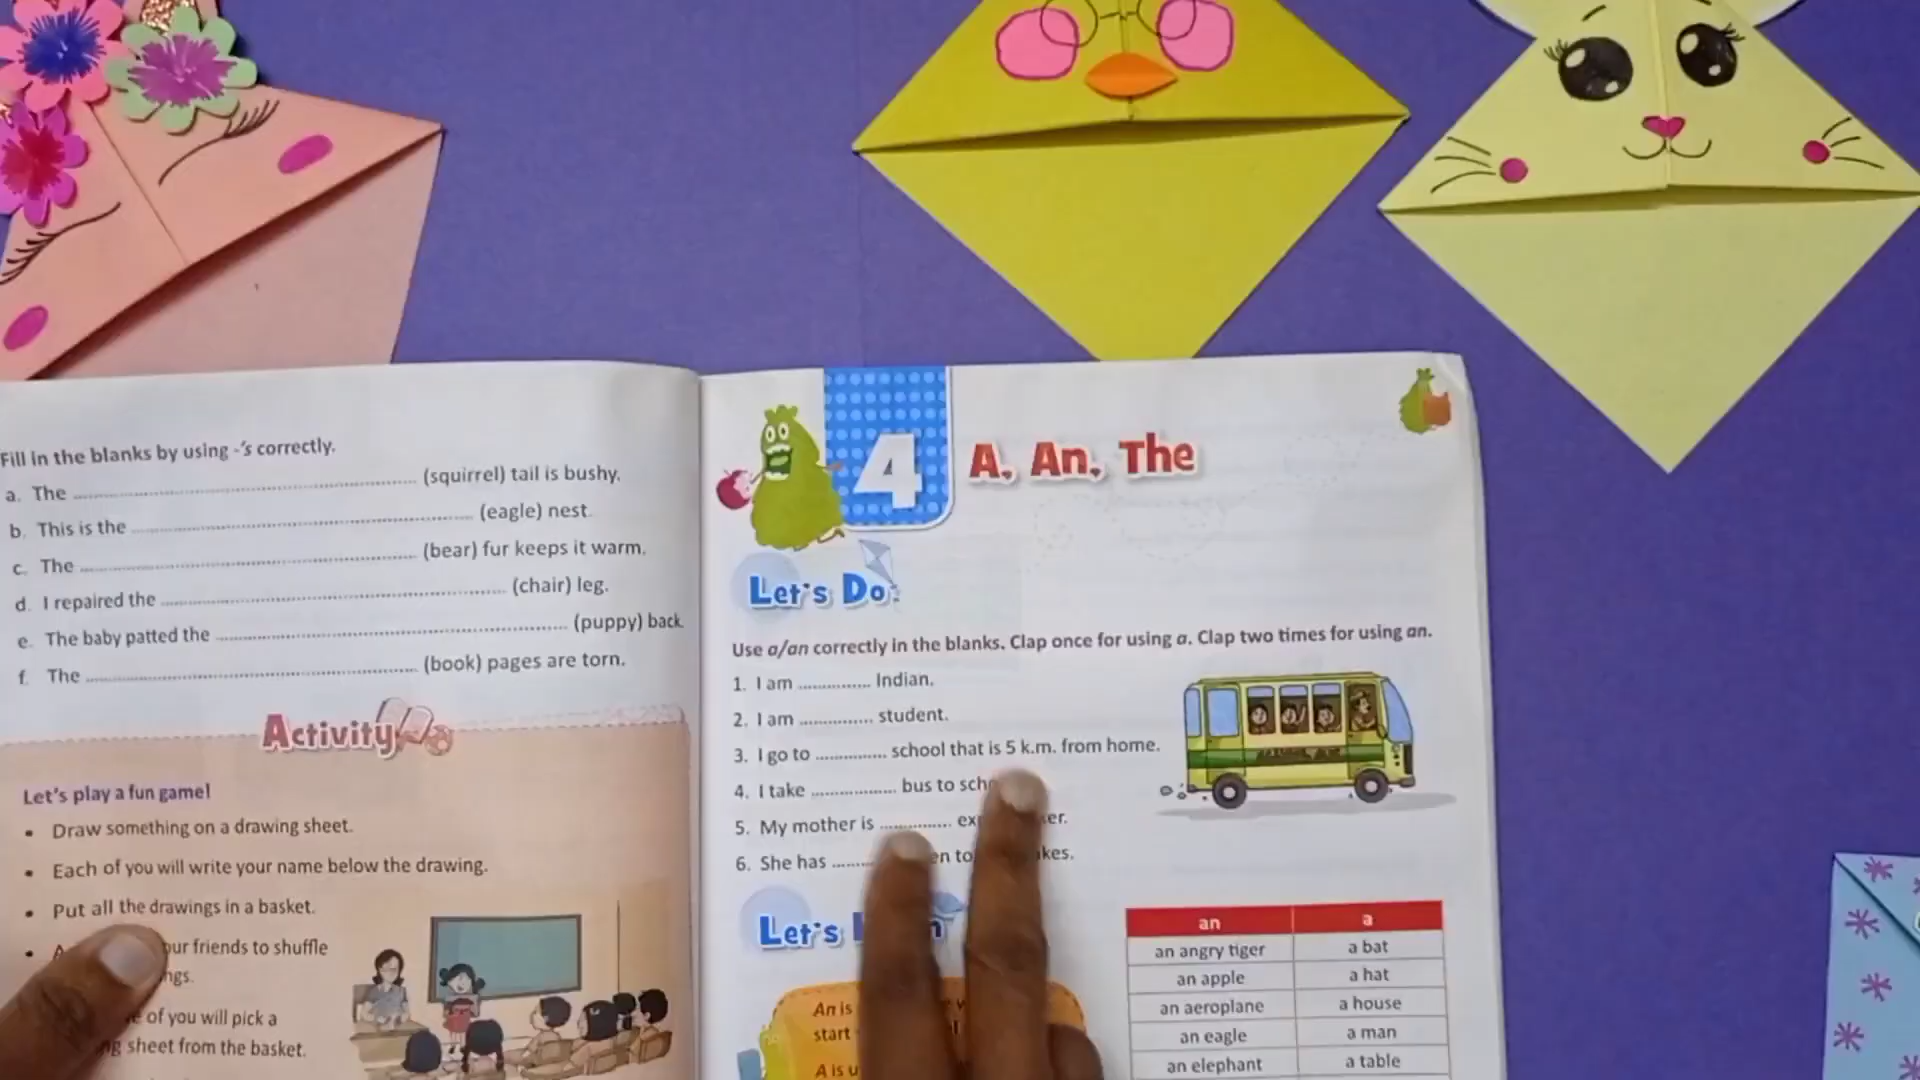 Fill in the blanks by using -'s correctly.
a. The ........ (squirrel) tail is bushy.
b. This is the ........ (eagle) nest.
c. The ........ (bear) fur keeps it warm.
d. I repaired the ........ (chair) leg.
e. The baby patted the ........ (puppy) back.
f. The ........ (book) pages are torn.
Activity
Let's play a fun game!
• Draw something on a drawing sheet.
• Each of you will write your name below the drawing.
• Put all the drawings in a basket.
friends to shuffle
of you will pick a
sheet from the basket.
4
A, An, The
Let's Do
Use a/an correctly in the blanks. Clap once for using a. Clap two times for using an.
1. I am ........ Indian.
2. I am ........ student.
3. I go to ........ school that is 5 k.m. from home.
4. I take ........ bus to
5. My mother is ........
6. She has ........
Let's
an a
an angry tiger a bat
an apple a hat
an aeroplane a house
an eagle a man
an elephant a table
An is
start
A is